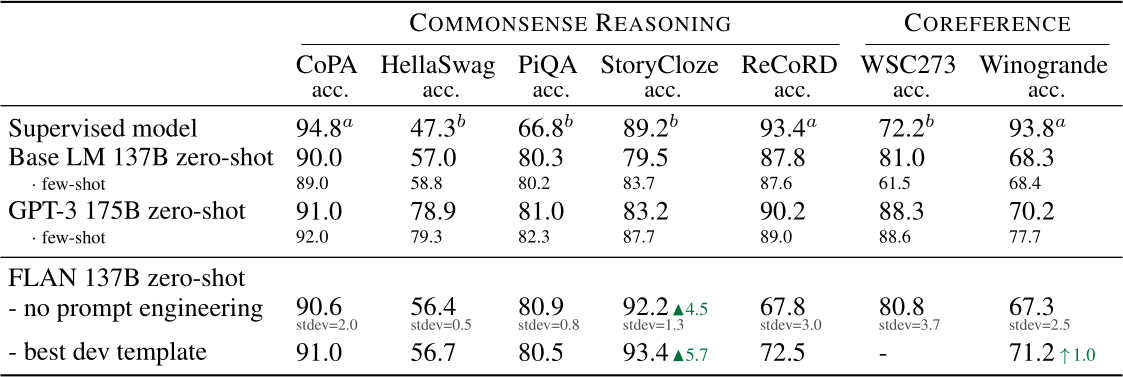 COMMONSENSE REASONING COREFERENCE
CoPA HellaSwag PiQA StoryCloze ReCoRD WSC273 Winogrande
acc. acc. acc. acc. acc. acc. acc.
Supervised model 94.8a 47.3b 66.8b 89.2b 93.4a 72.2b 93.8a
Base LM 137B zero-shot 90.0 57.0 80.3 79.5 87.8 81.0 68.3
· few-shot 89.0 58.8 80.2 83.7 87.6 61.5 68.4
GPT-3 175B zero-shot 91.0 78.9 81.0 83.2 90.2 88.3 70.2
· few-shot 92.0 79.3 82.3 87.7 89.0 88.6 77.7
FLAN 137B zero-shot
- no prompt engineering 90.6 56.4 80.9 92.2 ▲4.5 67.8 80.8 67.3
stdev=2.0 stdev=0.5 stdev=0.8 stdev=1.3 stdev=3.0 stdev=3.7 stdev=2.5
- best dev template 91.0 56.7 80.5 93.4 ▲5.7 72.5 - 71.2 ↑1.0